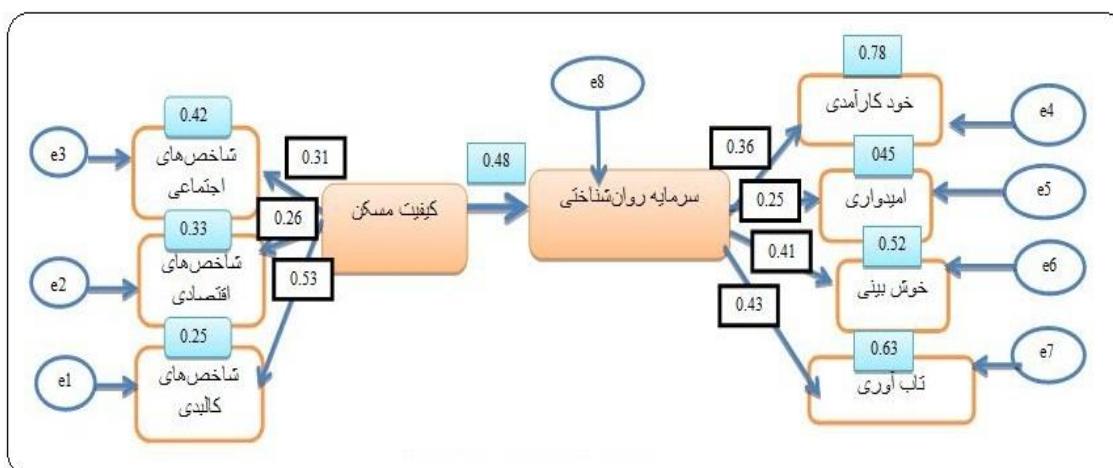 0.78
e8
خود کارآمدی
e4
0.42
0.36
e3
شاخص‌های
اجتماعی
0.31
0.48
045
امیدواری
e5
0.25
سرمایه روان‌شناختی
کیفیت مسکن
0.26
0.33
شاخص‌های
اقتصادی
e2
0.41
0.52
خوش بینی
e6
0.53
0.43
0.25
شاخص‌های
کالبدی
e1
0.63
تاب آوری
e7